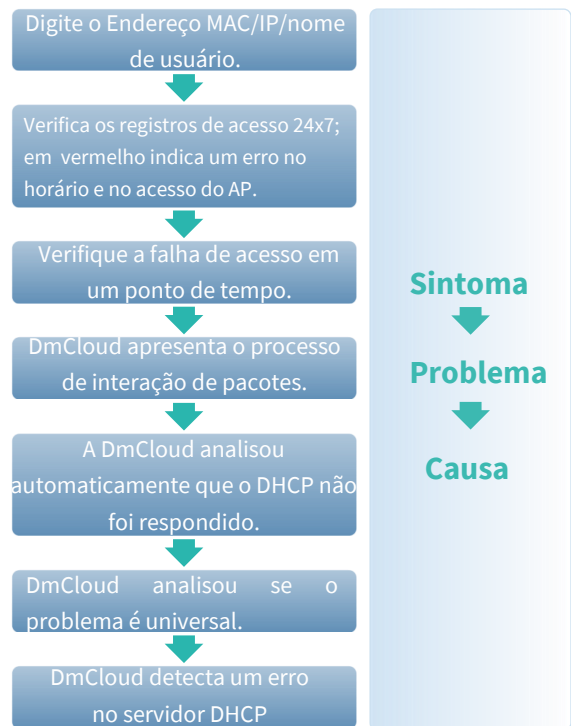 Digite o Endereço MAC/IP/nome
de usuário.
Verifica os registros de acesso 24x7;
em vermelho indica um erro no
horário e no acesso do AP.
Verifique a falha de acesso em
um ponto de tempo.
DmCloud apresenta o processo
de interação de pacotes.
A DmCloud analisou
automaticamente que o DHCP não
foi respondido.
DmCloud analisou se o
problema é universal.
DmCloud detecta um erro
no servidor DHCP
Sintoma
Problema
Causa